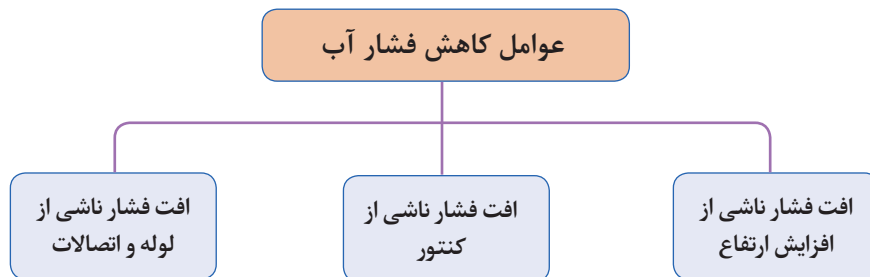 عوامل کاهش فشار آب
افت فشار ناشی از
افزایش ارتفاع
افت فشار ناشی از
کنتور
افت فشار ناشی از
لوله و اتصالات